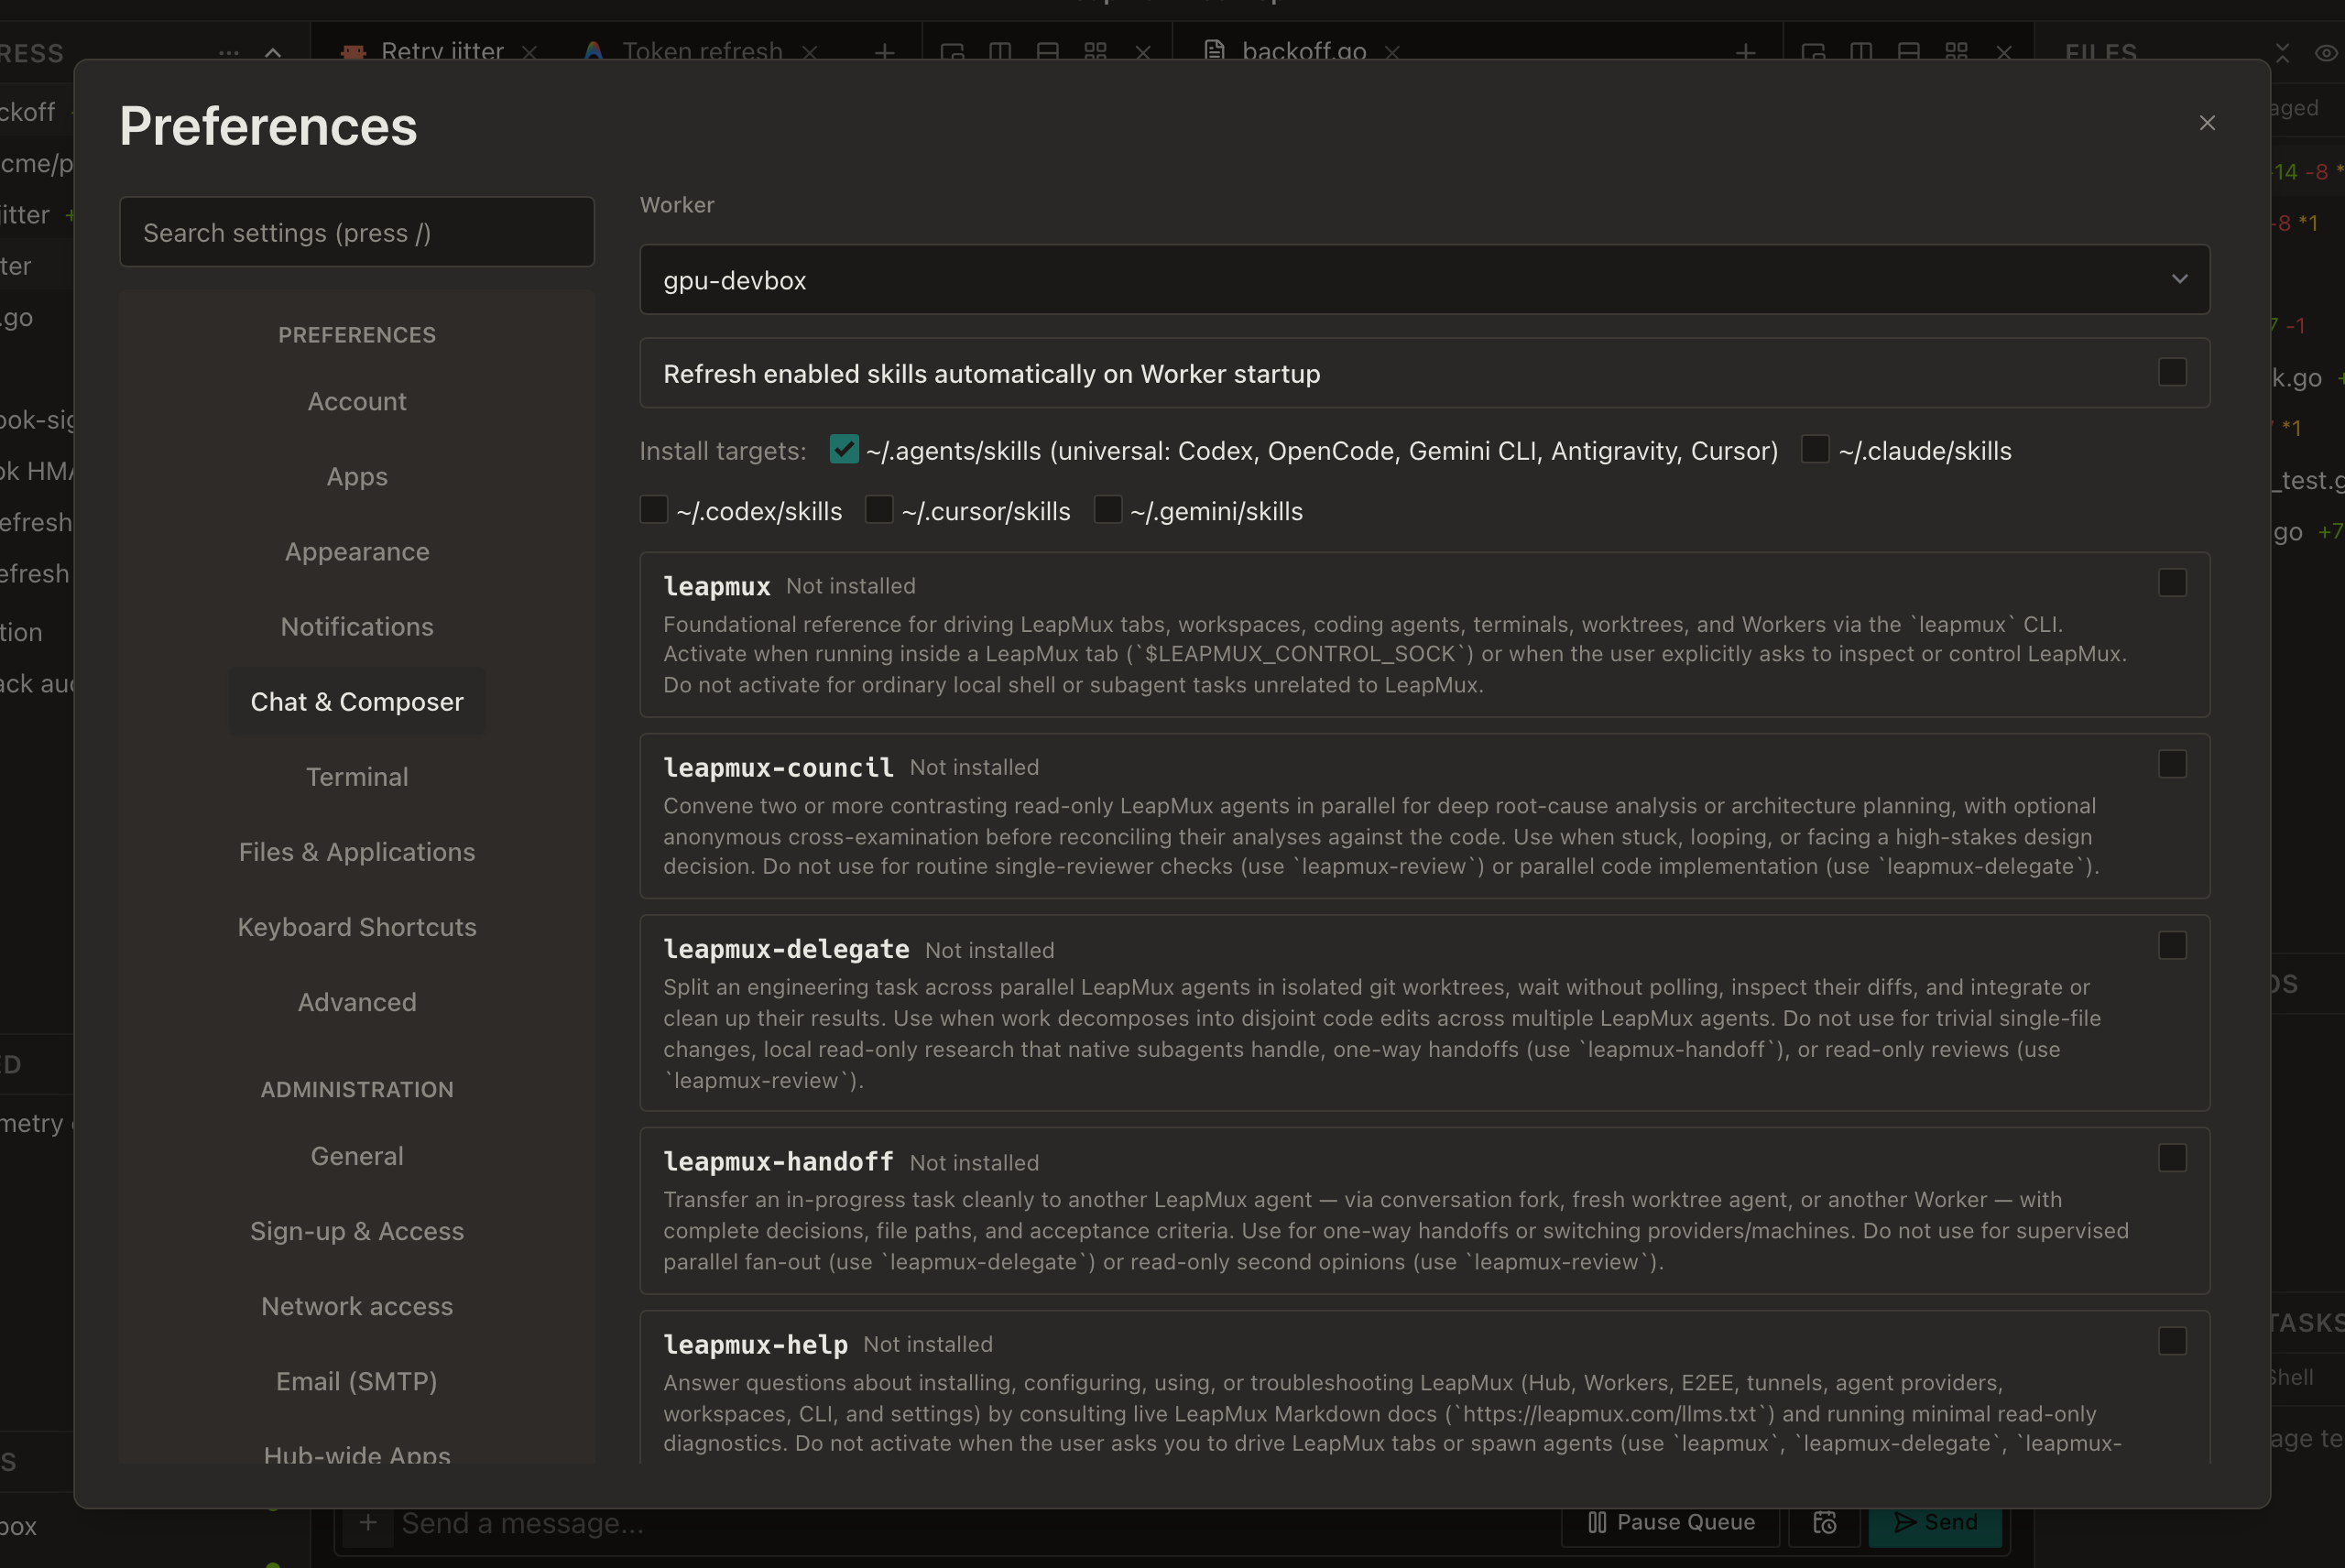 RESS
Retry jitter
Token refresh
backoff.go
FILES
Preferences
Search settings (press /)
PREFERENCES
Account
Apps
Appearance
Notifications
Chat & Composer
Terminal
Files & Applications
Keyboard Shortcuts
Advanced
ADMINISTRATION
General
Sign-up & Access
Network access
Email (SMTP)
Hub-wide Apps
Worker
gpu-devbox
Refresh enabled skills automatically on Worker startup
Install targets: ~/.agents/skills (universal: Codex, OpenCode, Gemini CLI, Antigravity, Cursor) ~/.claude/skills
~/.codex/skills ~/.cursor/skills ~/.gemini/skills
leapmux Not installed
Foundational reference for driving LeapMux tabs, workspaces, coding agents, terminals, worktrees, and Workers via the `leapmux` CLI.
Activate when running inside a LeapMux tab (`$LEAPMUX_CONTROL_SOCK`) or when the user explicitly asks to inspect or control LeapMux.
Do not activate for ordinary local shell or subagent tasks unrelated to LeapMux.
leapmux-council Not installed
Convene two or more contrasting read-only LeapMux agents in parallel for deep root-cause analysis or architecture planning, with optional
anonymous cross-examination before reconciling their analyses against the code. Use when stuck, looping, or facing a high-stakes design
decision. Do not use for routine single-reviewer checks (use `leapmux-review`) or parallel code implementation (use `leapmux-delegate`).
leapmux-delegate Not installed
Split an engineering task across parallel LeapMux agents in isolated git worktrees, wait without polling, inspect their diffs, and integrate or
clean up their results. Use when work decomposes into disjoint code edits across multiple LeapMux agents. Do not use for trivial single-file
changes, local read-only research that native subagents handle, one-way handoffs (use `leapmux-handoff`), or read-only reviews (use
`leapmux-review`).
leapmux-handoff Not installed
Transfer an in-progress task cleanly to another LeapMux agent — via conversation fork, fresh worktree agent, or another Worker — with
complete decisions, file paths, and acceptance criteria. Use for one-way handoffs or switching providers/machines. Do not use for supervised
parallel fan-out (use `leapmux-delegate`) or read-only second opinions (use `leapmux-review`).
leapmux-help Not installed
Answer questions about installing, configuring, using, or troubleshooting LeapMux (Hub, Workers, E2EE, tunnels, agent providers,
workspaces, CLI, and settings) by consulting live LeapMux Markdown docs (`https://leapmux.com/llms.txt`) and running minimal read-only
diagnostics. Do not activate when the user asks you to drive LeapMux tabs or spawn agents (use `leapmux`, `leapmux-delegate`, `leapmux-
Send a message...
Pause Queue
Send